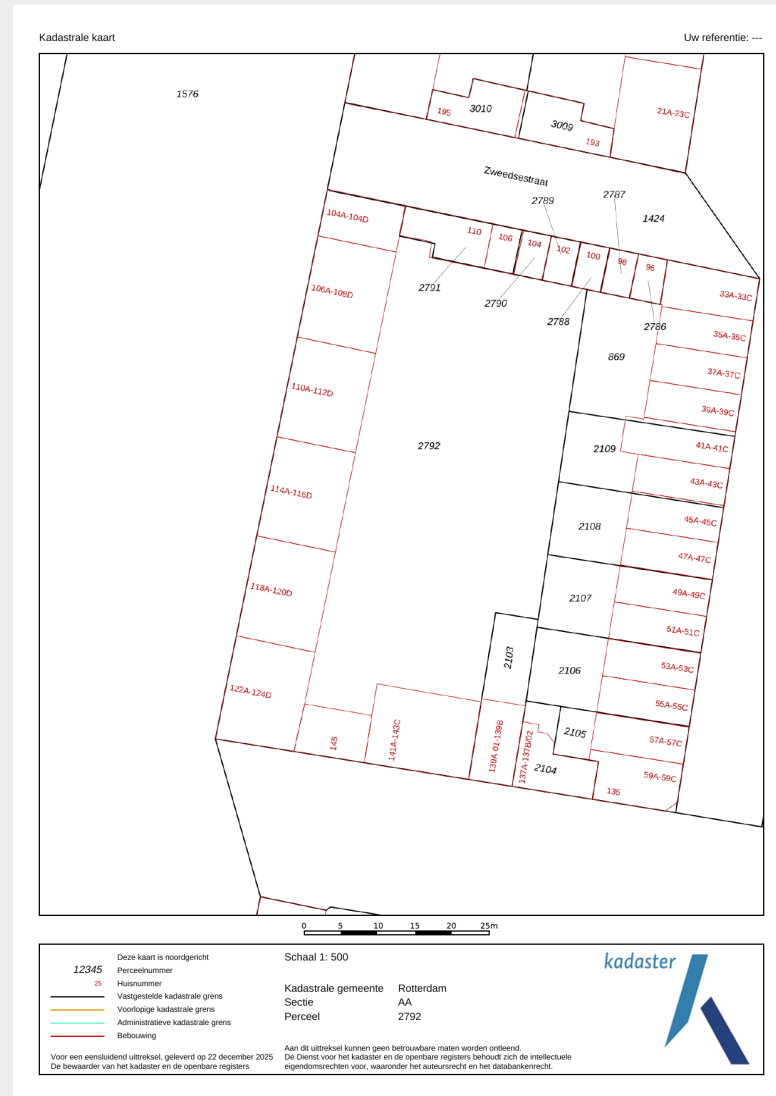 Kadastrale kaart
Uw referentie: ---
1576
195
3010
3009
193
21A-23C
Zweedsestraat
2789
2787
1424
104A-104D
110
106
104
102
100
98
96
106A-108D
2791
2790
2788
2786
33A-33C
35A-35C
869
37A-37C
110A-112D
39A-39C
2792
2109
41A-41C
43A-43C
114A-116D
2108
45A-45C
47A-47C
118A-120D
2107
49A-49C
51A-51C
2103
2106
53A-53C
55A-55C
122A-124D
145
141A-143C
139A 01-139B
137A-137B/02
2105
57A-57C
2104
59A-59C
135
0 5 10 15 20 25m
Deze kaart is noordgericht
12345 Perceelnummer
25 Huisnummer
Vastgestelde kadastrale grens
Voorlopige kadastrale grens
Administratieve kadastrale grens
Bebouwing
Voor een eensluidend uittreksel, geleverd op 22 december 2025
De bewaarder van het kadaster en de openbare registers
Schaal 1: 500
Kadastrale gemeente Rotterdam
Sectie AA
Perceel 2792
Aan dit uittreksel kunnen geen betrouwbare maten worden ontleend.
De Dienst voor het kadaster en de openbare registers behoudt zich de intellectuele
eigendomsrechten voor, waaronder het auteursrecht en het databankenrecht.
kadaster